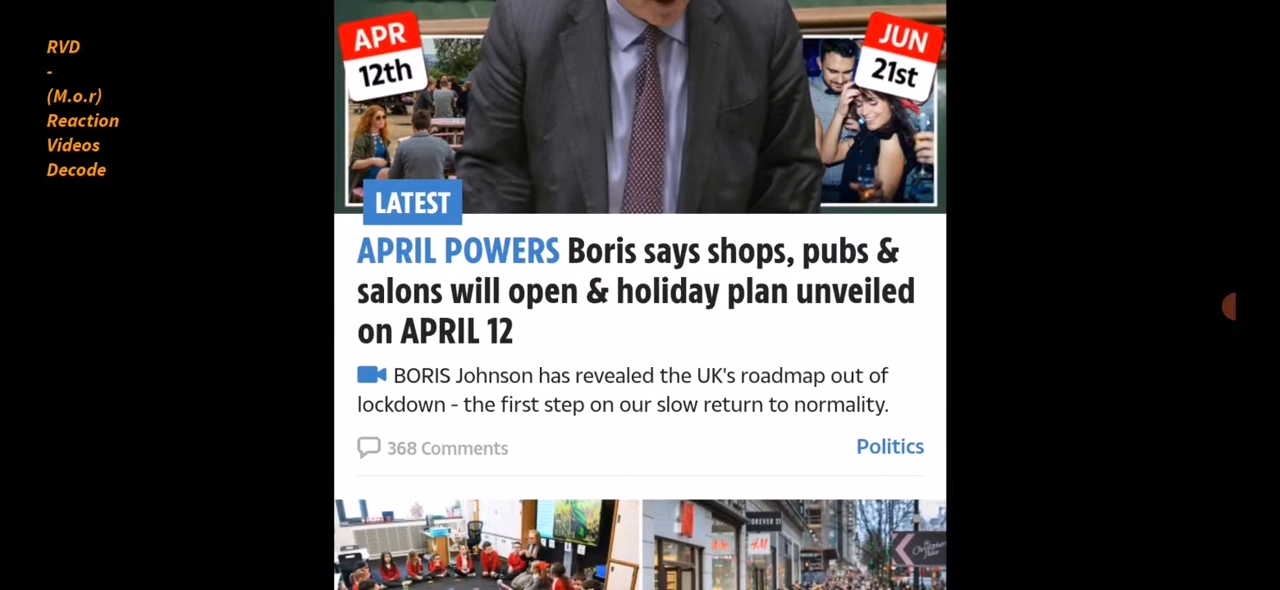 RVD
-
(M.o.r)
Reaction
Videos
Decode
APR
12th
JUN
21st
LATEST
APRIL POWERS Boris says shops, pubs &
salons will open & holiday plan unveiled
on APRIL 12
BORIS Johnson has revealed the UK's roadmap out of
lockdown - the first step on our slow return to normality.
368 Comments
Politics
FOREVER 21
H&M